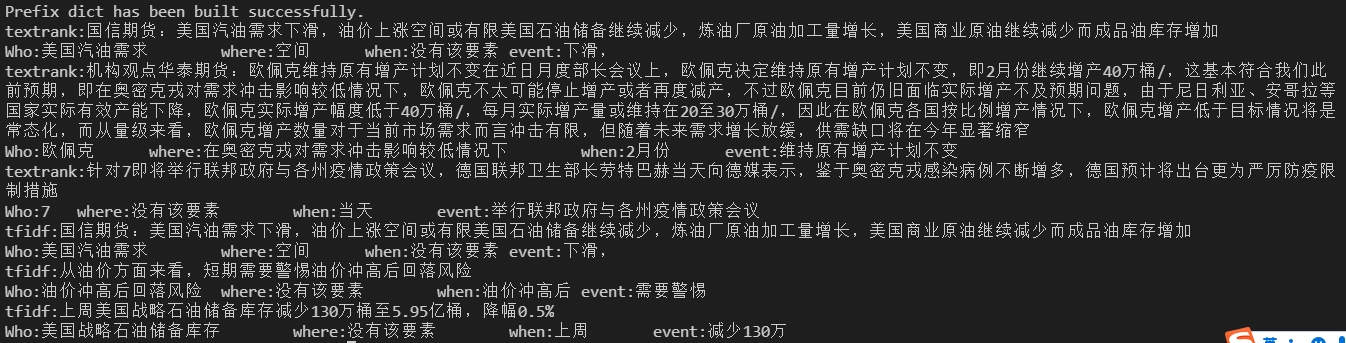 Prefix dict has been built successfully.
textrank:国信期货：美国汽油需求下滑，油价上涨空间或有限美国石油储备继续减少，炼油厂原油加工量增长，美国商业原油继续减少而成品油库存增加
Who:美国汽油需求 where:空间 when:没有该要素 event:下滑，
textrank:机构观点华泰期货：欧佩克维持原有增产计划不变在近日月度部长会议上，欧佩克决定维持原有增产计划不变，即2月份继续增产40万桶/，这基本符合我们此
前预期，即在奥密克戎对需求冲击影响较低情况下，欧佩克不太可能停止增产或者再度减产，不过欧佩克目前仍旧面临实际增产不及预期问题，由于尼日利亚、安哥拉等
国家实际有效产能下降，欧佩克实际增产幅度低于40万桶/，每月实际增产量或维持在20至30万桶/，因此在欧佩克各国按比例增产情况下，欧佩克低于目标情况将是
常态化，而从量级来看，欧佩克增产数量对于当前市场需求而言冲击有限，但随着未来需求增长放缓，供需缺口将在今年显著缩窄
Who:欧佩克 where:在奥密克戎对需求冲击影响较低情况下 when:2月份 event:维持原有增产计划不变
textrank:针对7即将举行联邦政府与各州疫情政策会议，德国联邦卫生部长劳特巴赫当天向德媒表示，鉴于奥密克戎感染病例不断增多，德国预计将出台更为严厉防疫限
制措施
Who:7 where:没有该要素 when:当天 event:举行联邦政府与各州疫情政策会议
tfidf:国信期货：美国汽油需求下滑，油价上涨空间或有限美国石油储备继续减少，炼油厂原油加工量增长，美国商业原油继续减少而成品油库存增加
Who:美国汽油需求 where:空间 when:没有该要素 event:下滑，
tfidf:从油价方面来看，短期需要警惕油价冲高后回落风险
Who:油价冲高后回落风险 where:没有该要素 when:油价冲高后 event:需要警惕
tfidf:上周美国战略石油储备库存减少130万桶至5.95亿桶，降幅0.5%
Who:美国战略石油储备库存 where:没有该要素 when:上周 event:减少130万